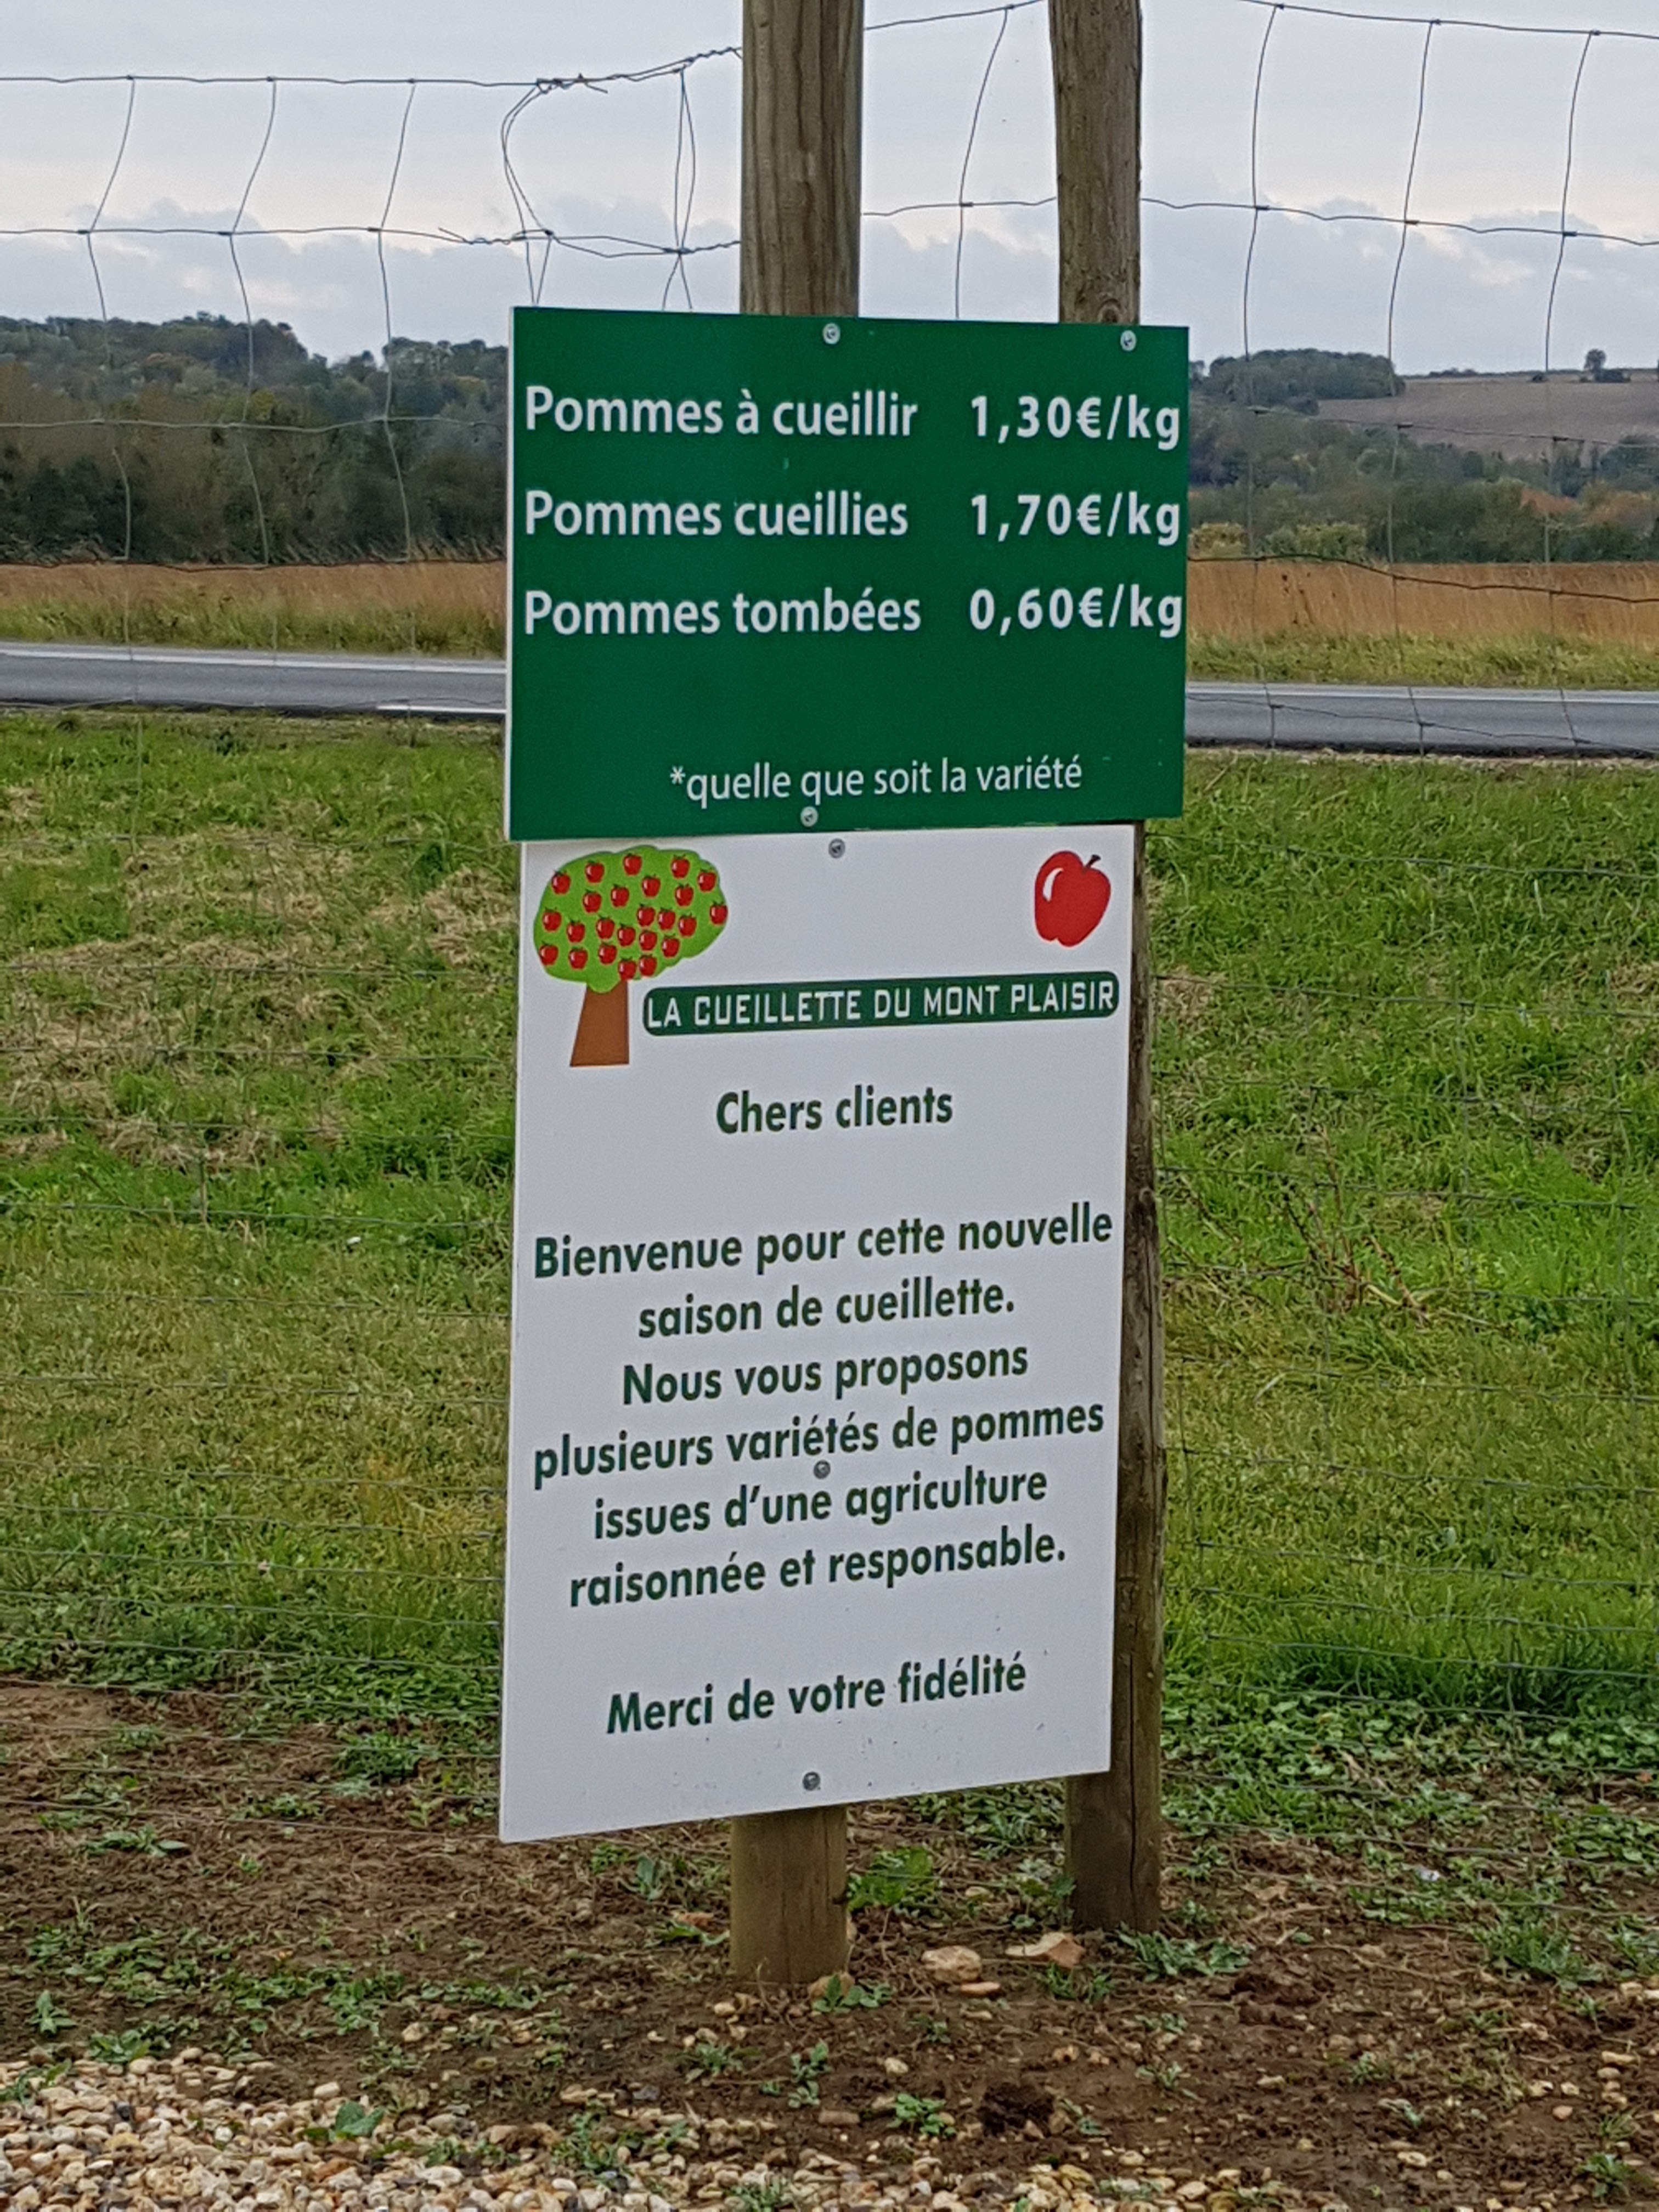 Pommes à cueillir 1,30€/kg
Pommes cueillies 1,70€/kg
Pommes tombées 0,60€/kg
*quelle que soit la variété
LA CUEILLETTE DU MONT PLAISIR
Chers clients
Bienvenue pour cette nouvelle
saison de cueillette.
Nous vous proposons
plusieurs variétés de pommes
issues d'une agriculture
raisonnée et responsable.
Merci de votre fidélité